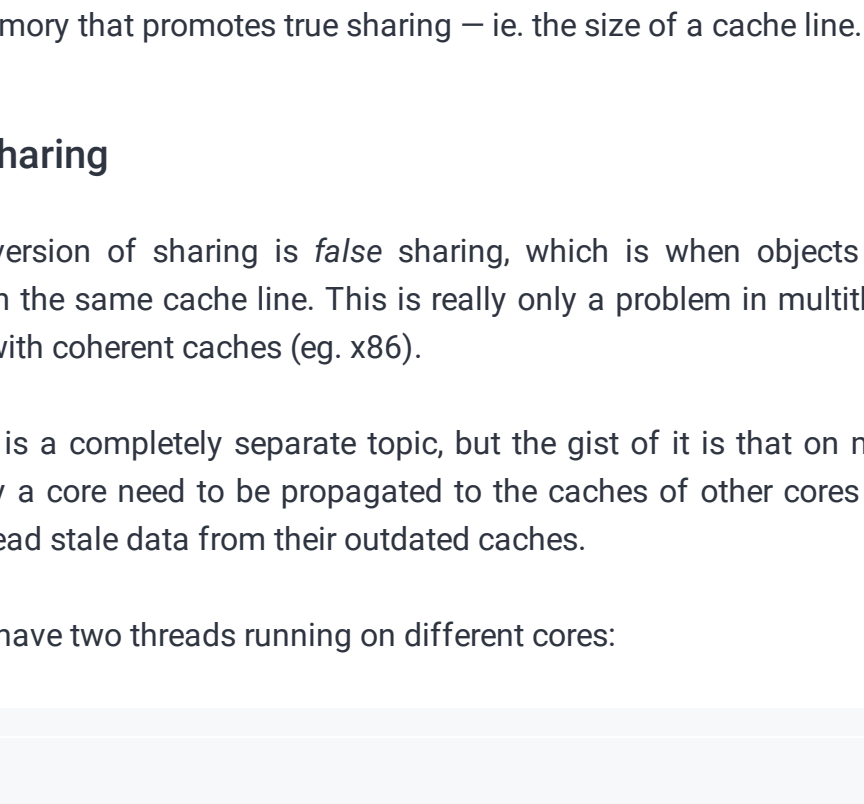 mory that promotes true sharing — ie. the size of a cache line.
haring
version of sharing is false sharing, which is when objects
n the same cache line. This is really only a problem in multith
with coherent caches (eg. x86).
is a completely separate topic, but the gist of it is that on m
y a core need to be propagated to the caches of other cores
ead stale data from their outdated caches.
have two threads running on different cores: